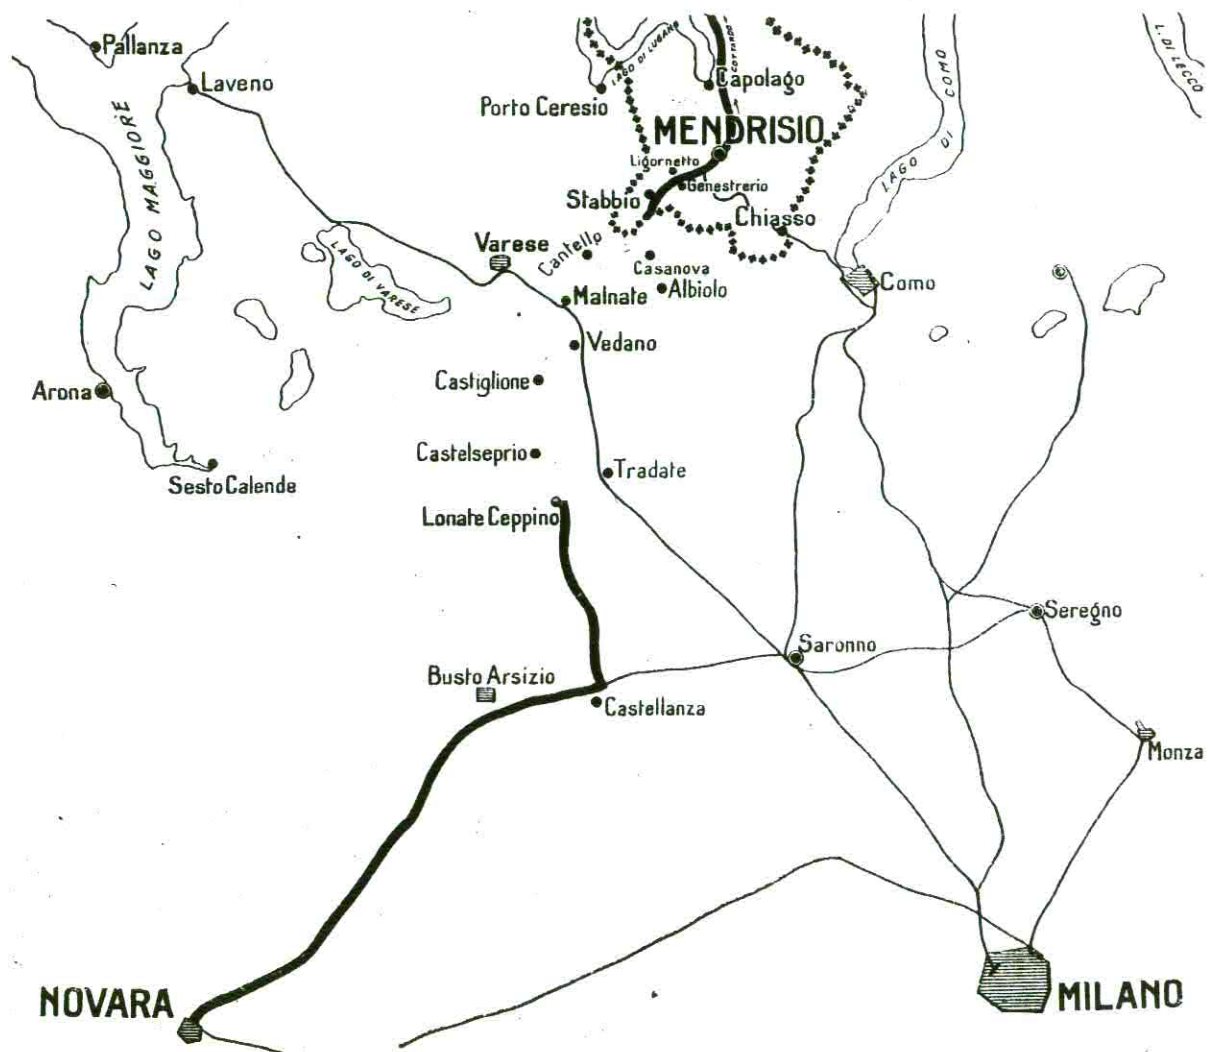 Pallanza
Laveno
LAGO MAGGIORE
Arona
Sesto Calende
LAGO DI VARESE
Varese
Porto Ceresio
LAGO DI LUGANO
Capolago
MENDRISIO
Ligornetto
Genestrerio
Stabbio
Chiasso
Cantello
Casanova
Albiolo
Malnate
Vedano
Castiglione
Castelseprio
Tradate
Lonate Ceppino
LAGO DI COMO
L. DI LECCO
Como
Seregno
Saronno
Busto Arsizio
Castellanza
Monza
NOVARA
MILANO